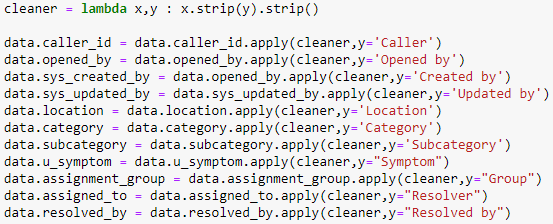 cleaner = lambda x,y : x.strip(y).strip()
data.caller_id = data.caller_id.apply(cleaner,y='Caller')
data.opened_by = data.opened_by.apply(cleaner,y='Opened by')
data.sys_created_by = data.opened_by.apply(cleaner,y='Created by')
data.sys_updated_by = data.sys_updated_by.apply(cleaner,y='Updated by')
data.location = data.location.apply(cleaner,y='Location')
data.category = data.category.apply(cleaner,y='Category')
data.subcategory = data.subcategory.apply(cleaner,y='Subcategory')
data.u_symptom = data.u_symptom.apply(cleaner,y="Symptom")
data.assignment_group = data.assignment_group.apply(cleaner,y="Group")
data.assigned_to = data.assigned_to.apply(cleaner,y="Resolver")
data.resolved_by = data.resolved_by.apply(cleaner,y="Resolved by")